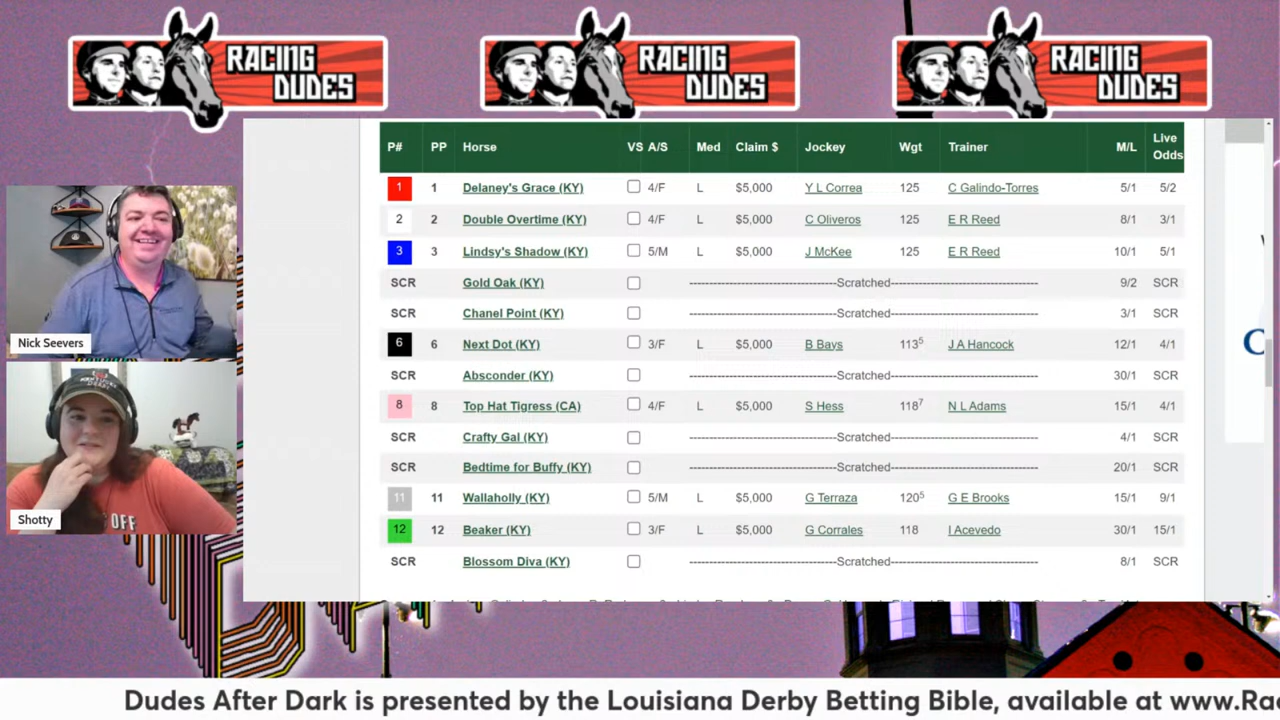 RACING DUDES
RACING DUDES
RACING DUDES
P# PP Horse VS A/S Med Claim $ Jockey Wgt Trainer M/L Live Odds
1 1 Delaney's Grace (KY) 4/F L $5,000 Y L Correa 125 C Galindo-Torres 5/1 5/2
2 2 Double Overtime (KY) 4/F L $5,000 C Oliveros 125 E R Reed 8/1 3/1
3 3 Lindsy's Shadow (KY) 5/M L $5,000 J McKee 125 E R Reed 10/1 5/1
SCR Gold Oak (KY) -----Scratched----- 9/2 SCR
SCR Chanel Point (KY) -----Scratched----- 3/1 SCR
6 6 Next Dot (KY) 3/F L $5,000 B Bays 113⁵ J A Hancock 12/1 4/1
SCR Absconder (KY) -----Scratched----- 30/1 SCR
8 8 Top Hat Tigress (CA) 4/F L $5,000 S Hess 118⁷ N L Adams 15/1 4/1
SCR Crafty Gal (KY) -----Scratched----- 4/1 SCR
SCR Bedtime for Buffy (KY) -----Scratched----- 20/1 SCR
11 11 Wallaholly (KY) 5/M L $5,000 G Terraza 120⁵ G E Brooks 15/1 9/1
12 12 Beaker (KY) 3/F L $5,000 G Corrales 118 I Acevedo 30/1 15/1
SCR Blossom Diva (KY) -----Scratched----- 8/1 SCR
Nick Seevers
Shotty
OFF
Dudes After Dark is presented by the Louisiana Derby Betting Bible, available at www.Ra